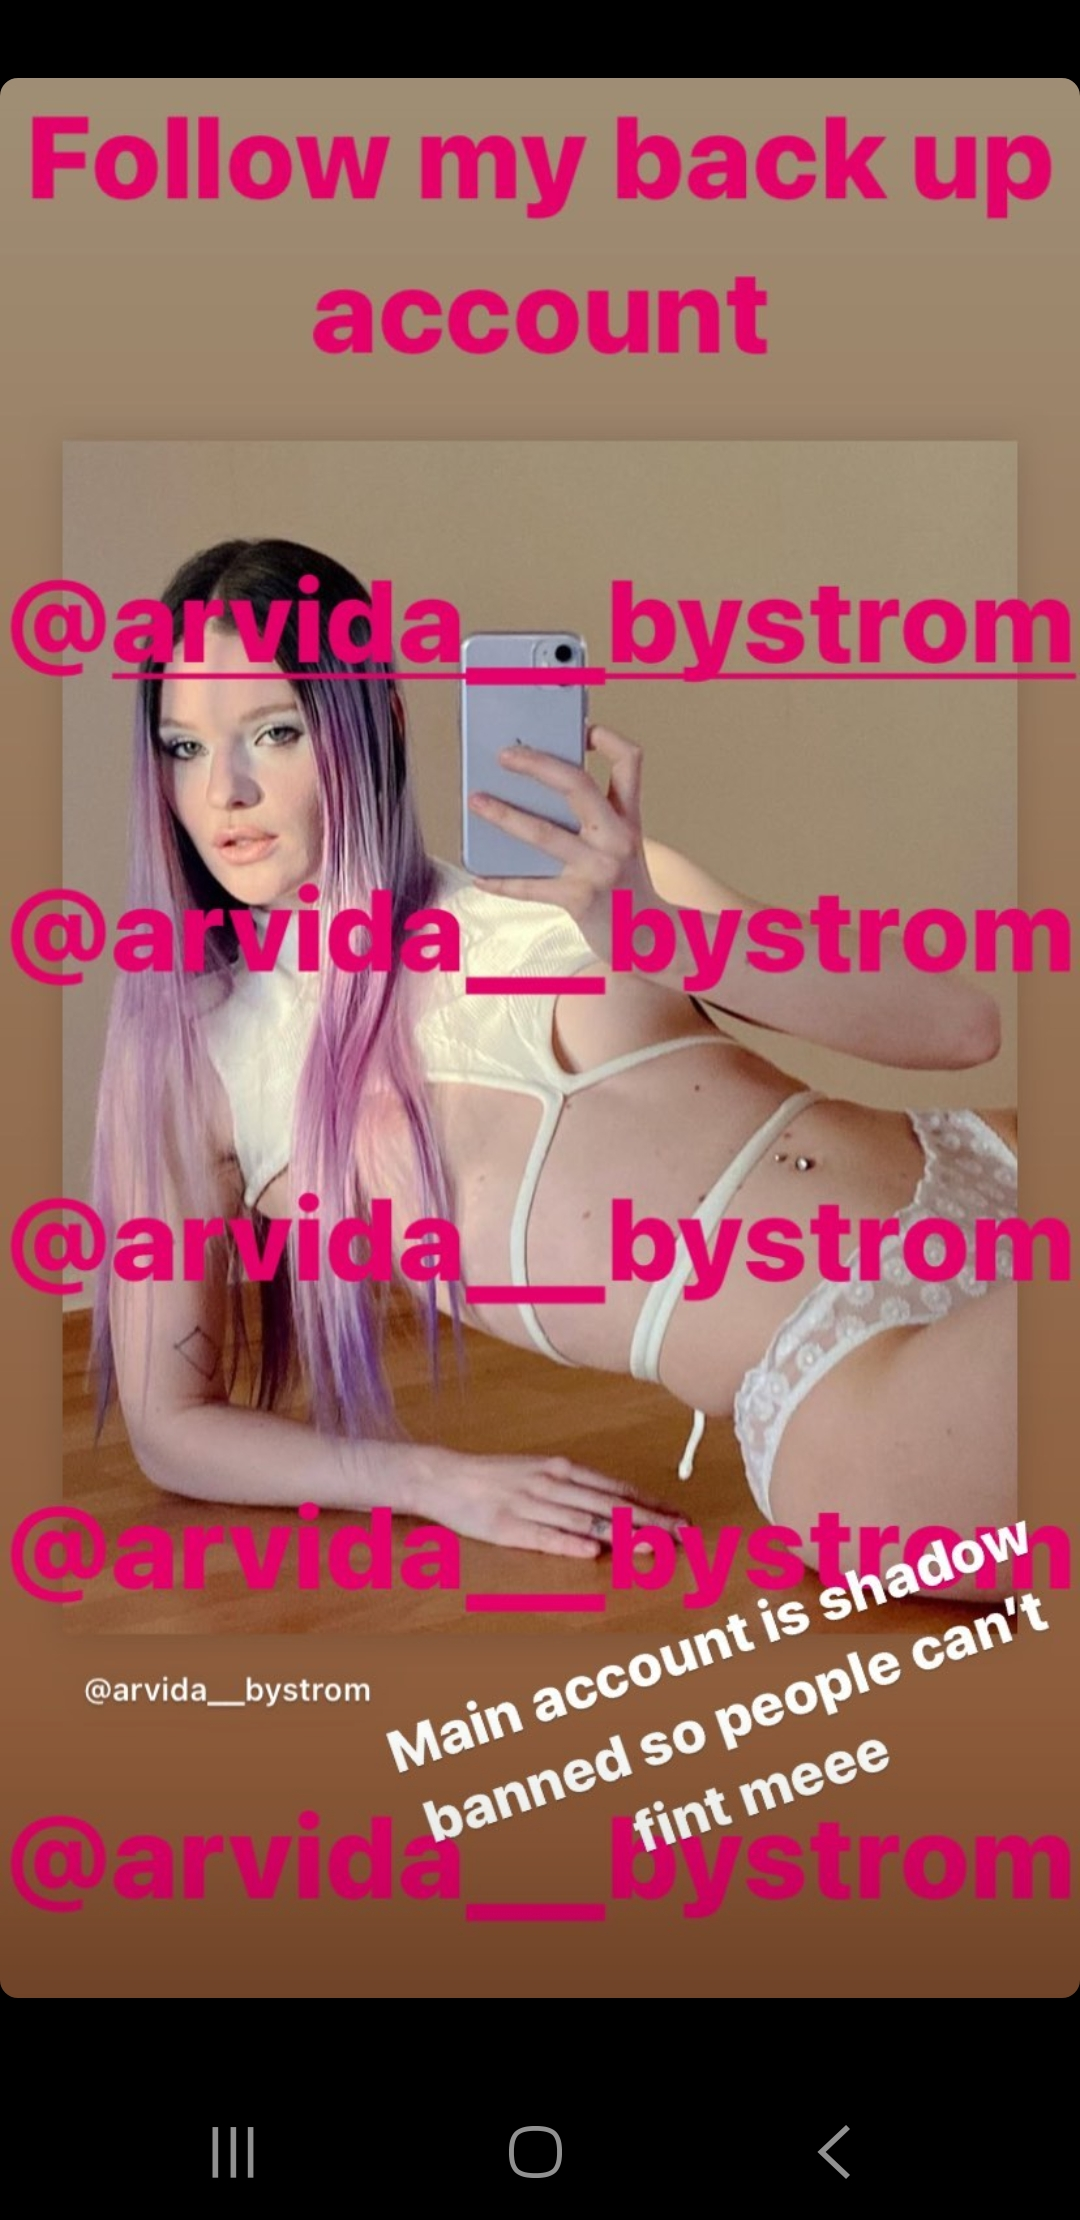 Follow my back up
account
@arvida__bystrom
@arvida__bystrom
@arvida__bystrom
@arvida__bystrom
@arvida__bystrom
Main account is shadow
banned so people can't
fint meee
@arvida__bystrom